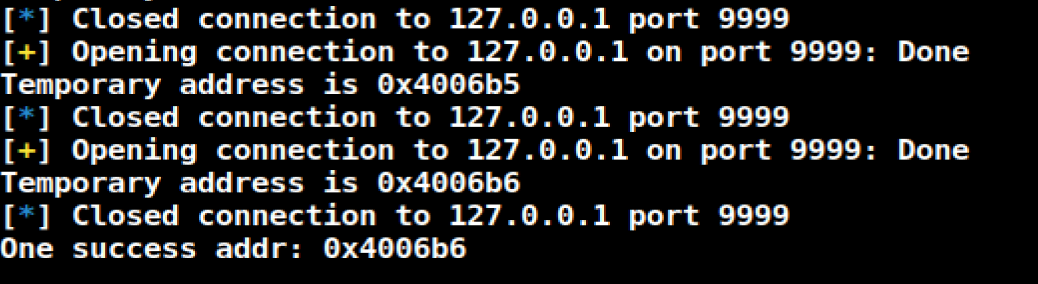 [*] Closed connection to 127.0.0.1 port 9999
[+] Opening connection to 127.0.0.1 on port 9999: Done
Temporary address is 0x4006b5
[*] Closed connection to 127.0.0.1 port 9999
[+] Opening connection to 127.0.0.1 on port 9999: Done
Temporary address is 0x4006b6
[*] Closed connection to 127.0.0.1 port 9999
One success addr: 0x4006b6